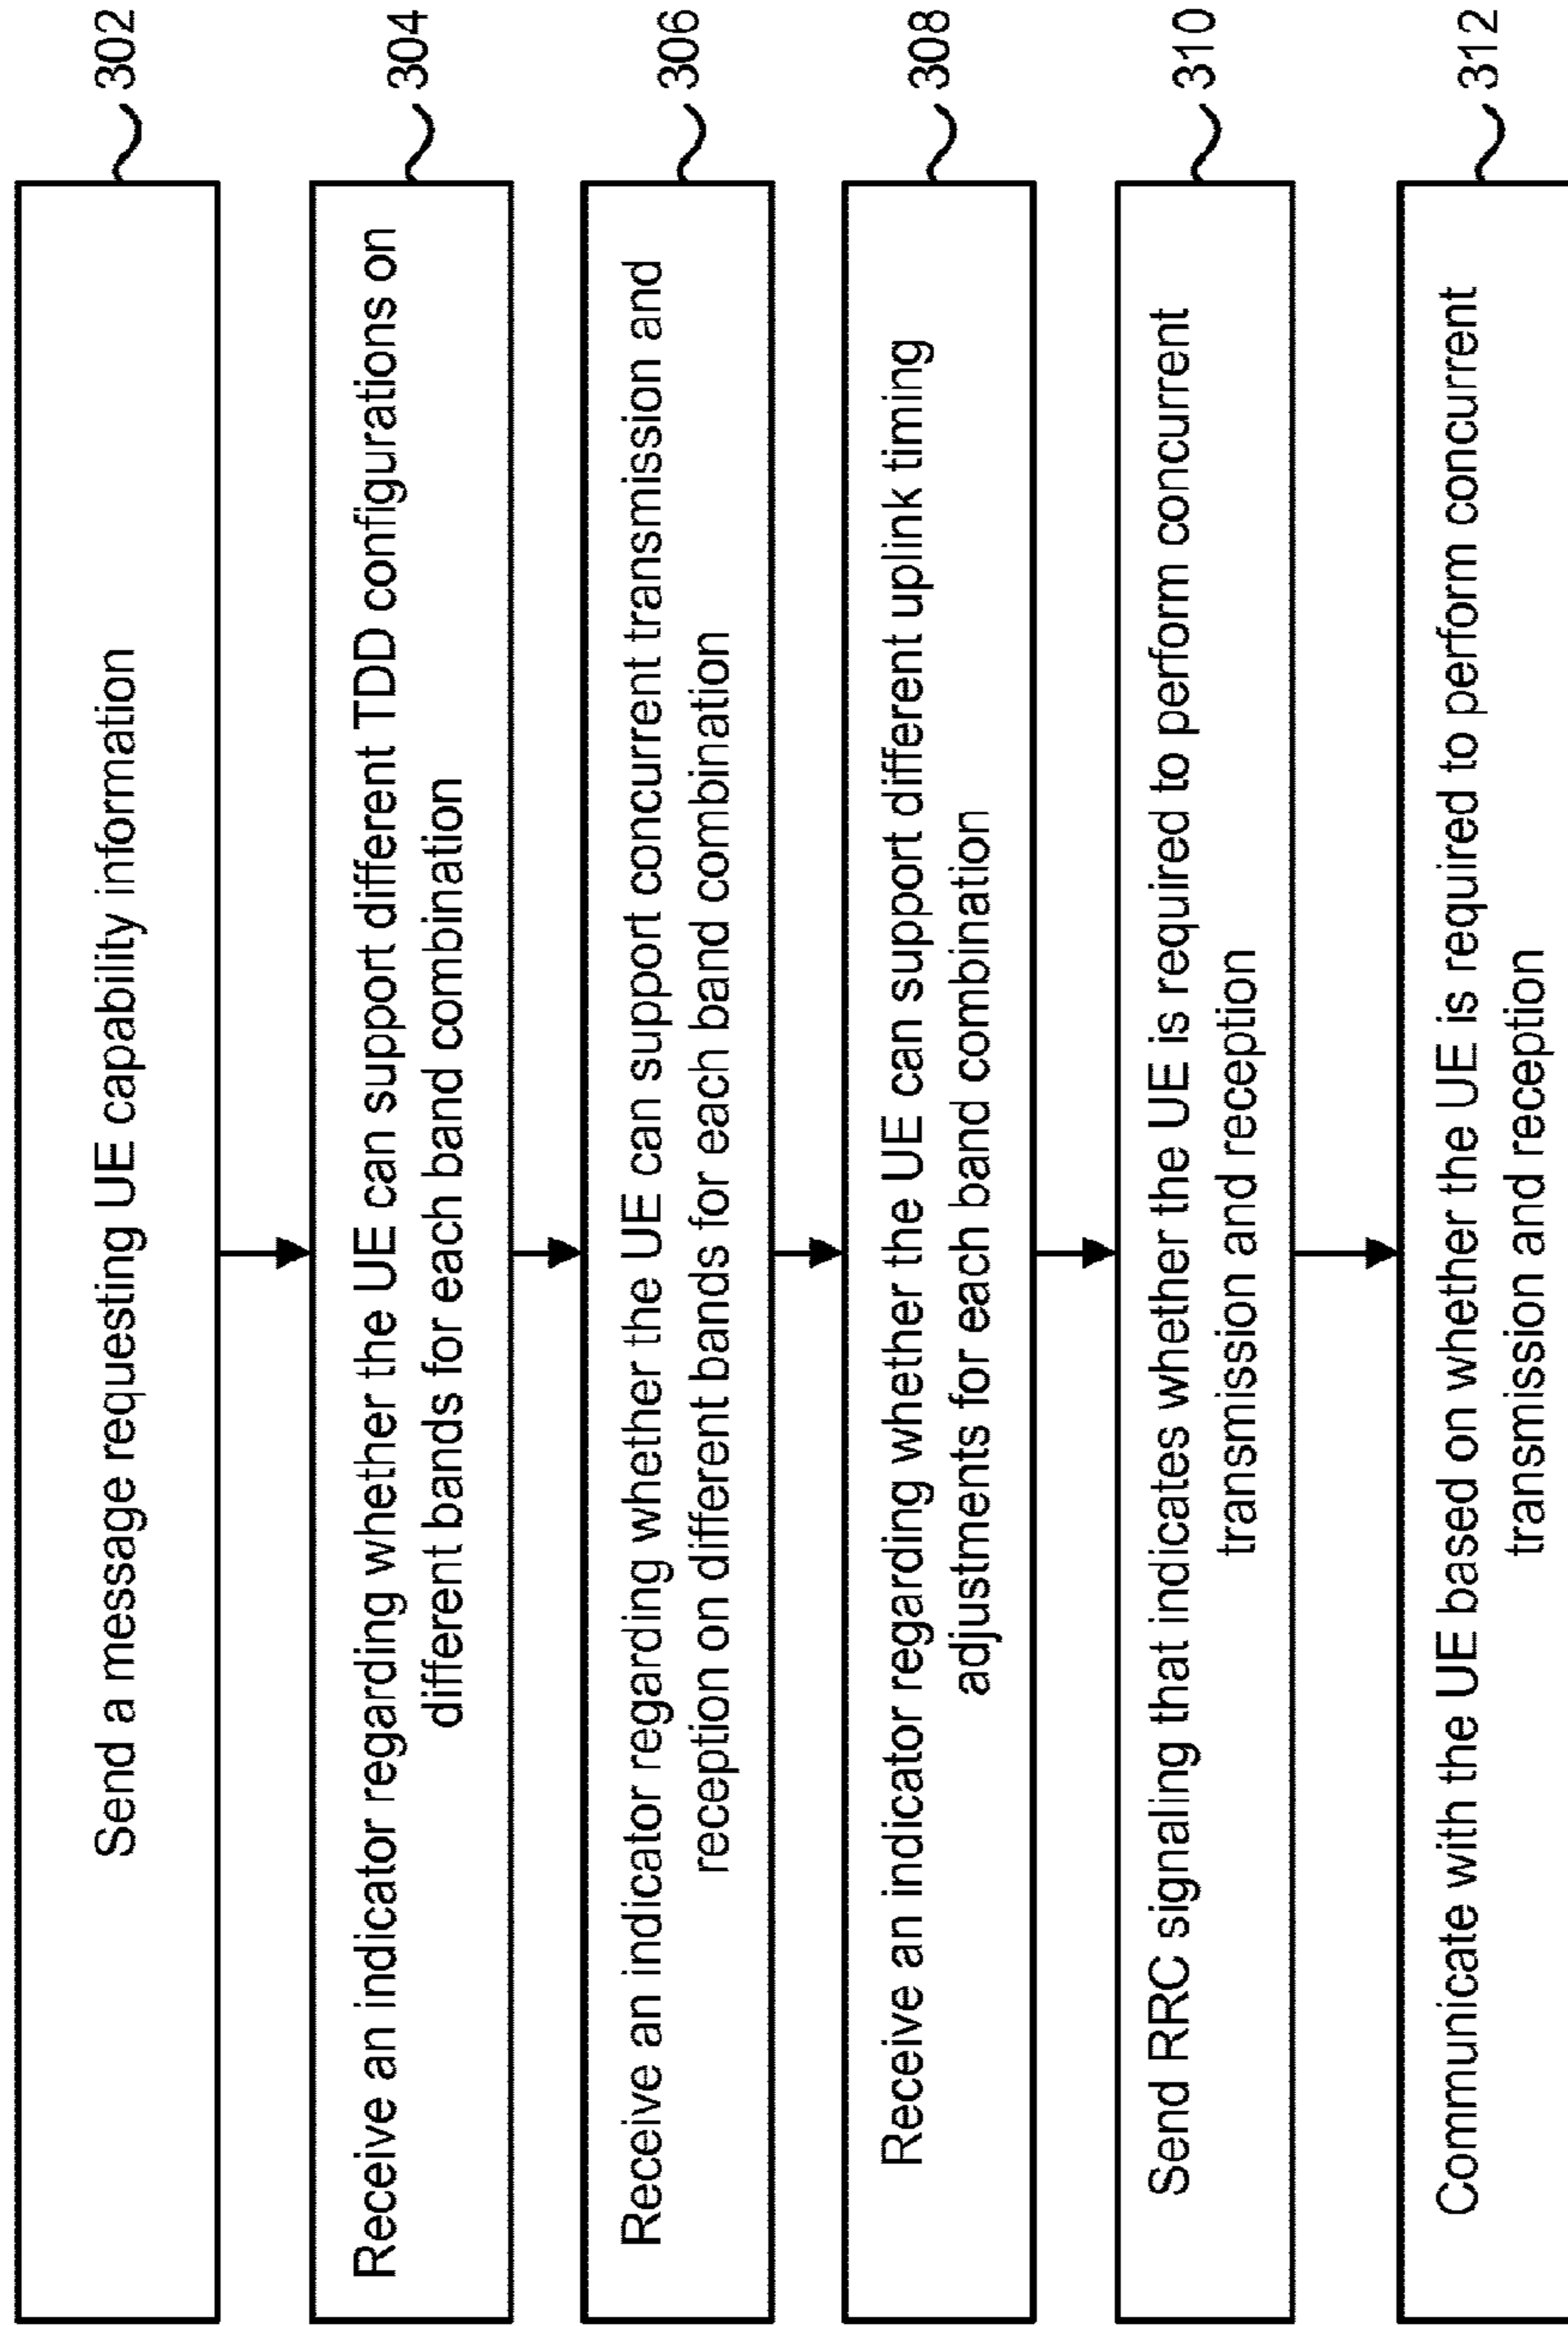 Send a message requesting UE capability information
302
Receive an indicator regarding whether the UE can support different TDD configurations on
different bands for each band combination
304
Receive an indicator regarding whether the UE can support concurrent transmission and
reception on different bands for each band combination
306
Receive an indicator regarding whether the UE can support different uplink timing
adjustments for each band combination
308
Send RRC signaling that indicates whether the UE is required to perform concurrent
transmission and reception
310
Communicate with the UE based on whether the UE is required to perform concurrent
transmission and reception
312